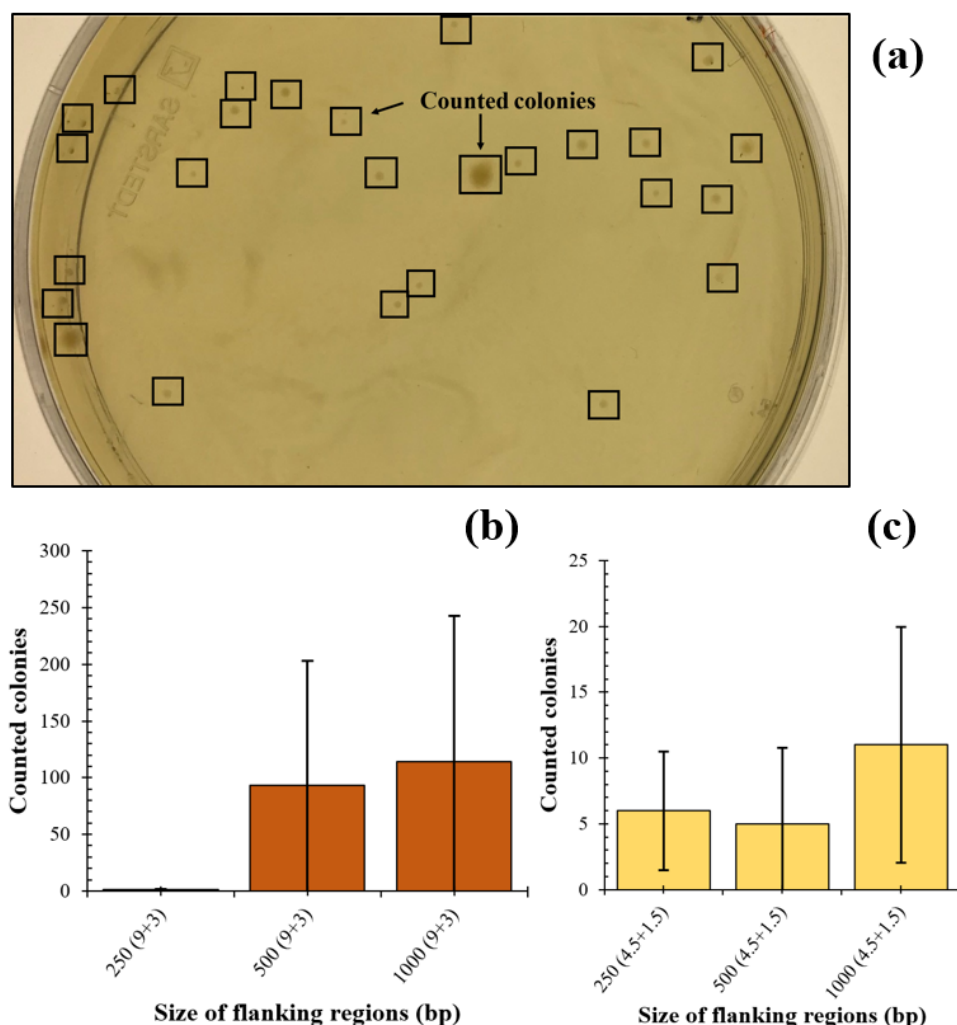 (a)
Counted colonies
SARSTEDT
(b)
Counted colonies
300
250
200
150
100
50
0
250 (9+3)
500 (9+3)
1000 (9+3)
Size of flanking regions (bp)
(c)
Counted colonies
25
20
15
10
5
0
250 (4.5+1.5)
500 (4.5+1.5)
1000 (4.5+1.5)
Size of flanking regions (bp)